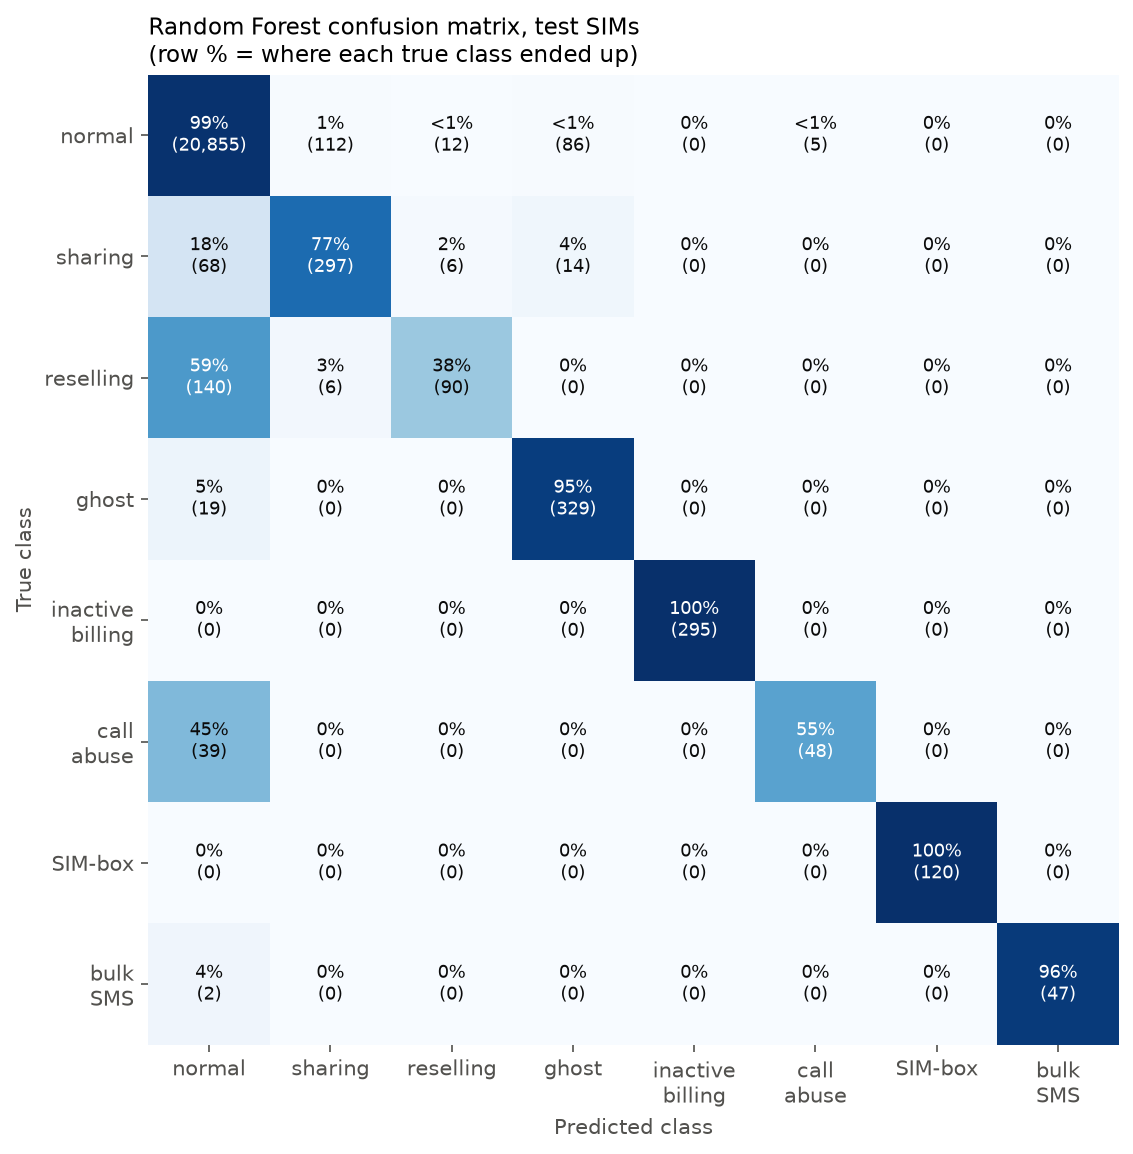 Random Forest confusion matrix, test SIMs
(row % = where each true class ended up)
normal
99% 1% <1% <1% 0% <1% 0% 0%
(20,855) (112) (12) (86) (0) (5) (0) (0)
sharing
18% 77% 2% 4% 0% 0% 0% 0%
(68) (297) (6) (14) (0) (0) (0) (0)
reselling
59% 3% 38% 0% 0% 0% 0% 0%
(140) (6) (90) (0) (0) (0) (0) (0)
ghost
5% 0% 0% 95% 0% 0% 0% 0%
(19) (0) (0) (329) (0) (0) (0) (0)
inactive
billing
0% 0% 0% 0% 100% 0% 0% 0%
(0) (0) (0) (0) (295) (0) (0) (0)
call
abuse
45% 0% 0% 0% 0% 55% 0% 0%
(39) (0) (0) (0) (0) (48) (0) (0)
SIM-box
0% 0% 0% 0% 0% 0% 100% 0%
(0) (0) (0) (0) (0) (0) (120) (0)
bulk
SMS
4% 0% 0% 0% 0% 0% 0% 96%
(2) (0) (0) (0) (0) (0) (0) (47)
True class
normal sharing reselling ghost inactive call SIM-box bulk
billing abuse SMS
Predicted class